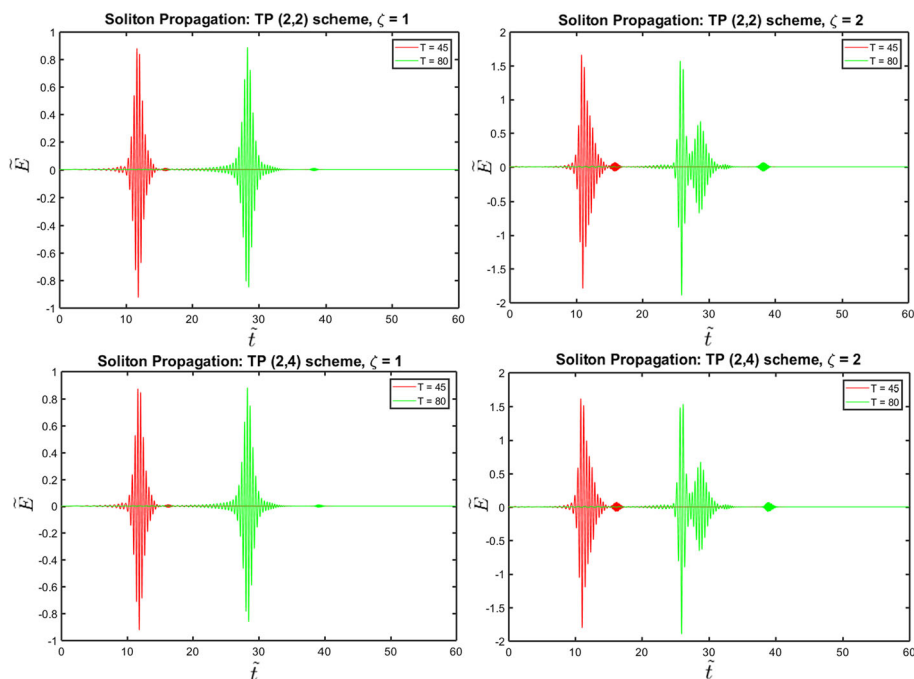 Soliton Propagation: TP (2,2) scheme, ζ = 1
1
0.8
0.6
0.4
0.2
0
-0.2
-0.4
-0.6
-0.8
-1
Ẽ
0 10 20 30 40 50 60
t̃
T = 45
T = 80
Soliton Propagation: TP (2,2) scheme, ζ = 2
2
1.5
1
0.5
0
-0.5
-1
-1.5
-2
Ẽ
0 10 20 30 40 50 60
t̃
T = 45
T = 80
Soliton Propagation: TP (2,4) scheme, ζ = 1
1
0.8
0.6
0.4
0.2
0
-0.2
-0.4
-0.6
-0.8
-1
Ẽ
0 10 20 30 40 50 60
t̃
T = 45
T = 80
Soliton Propagation: TP (2,4) scheme, ζ = 2
2
1.5
1
0.5
0
-0.5
-1
-1.5
-2
Ẽ
0 10 20 30 40 50 60
t̃
T = 45
T = 80